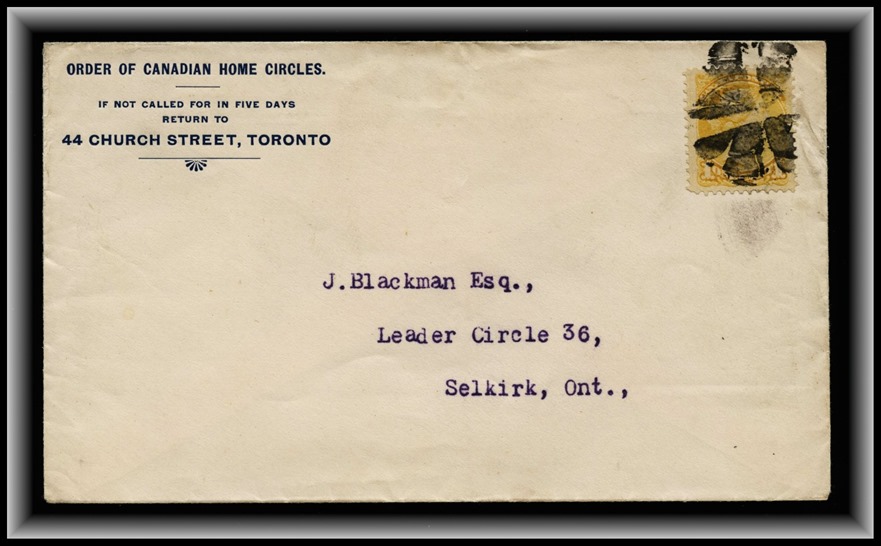 ORDER OF CANADIAN HOME CIRCLES.
IF NOT CALLED FOR IN FIVE DAYS
RETURN TO
44 CHURCH STREET, TORONTO
J.Blackman Esq.,
Leader Circle 36,
Selkirk, Ont.,